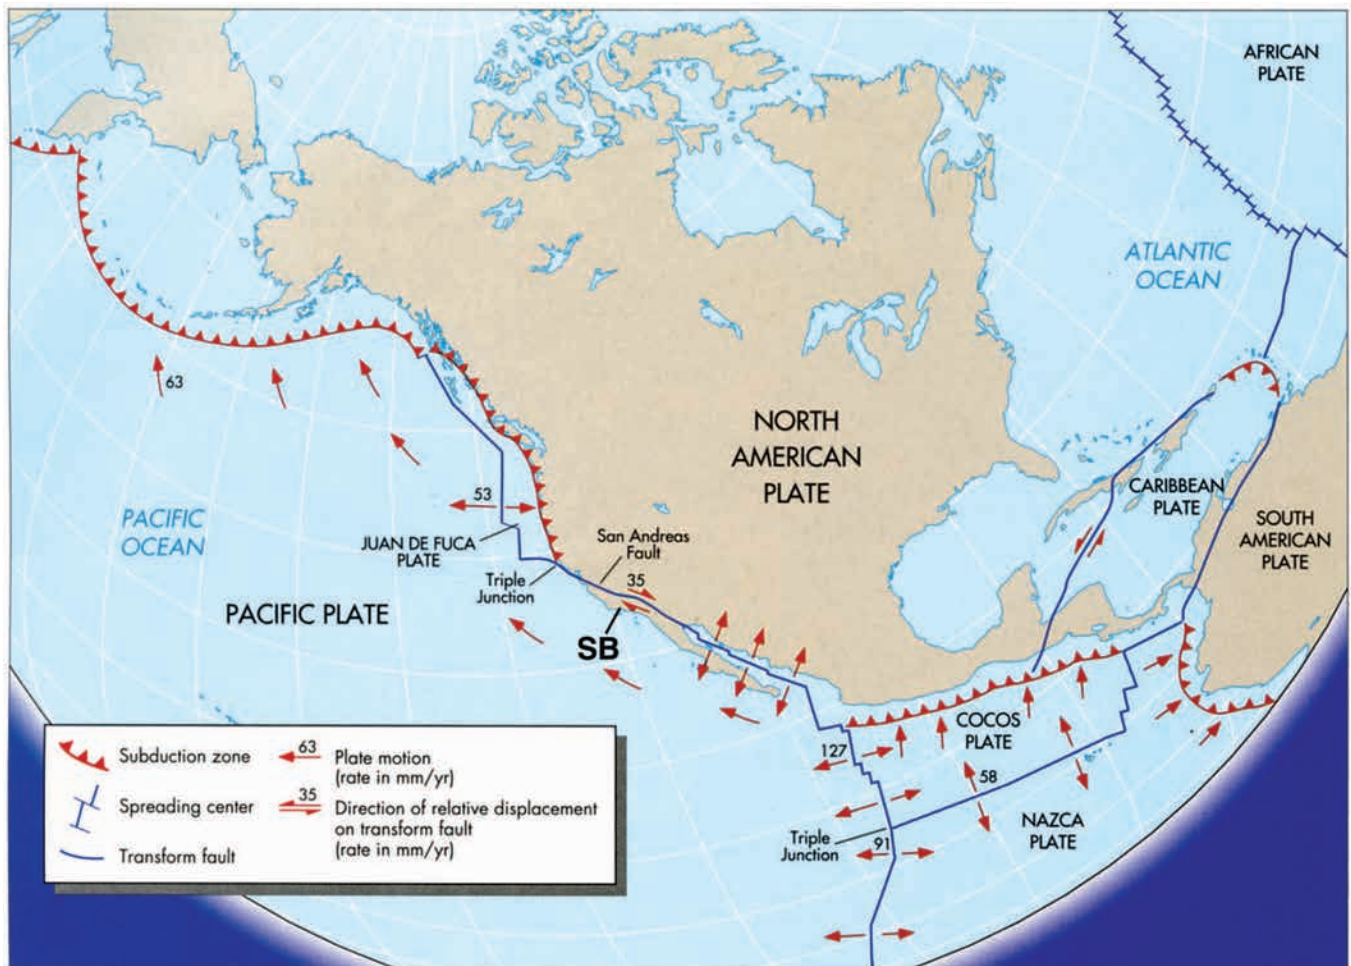 AFRICAN
PLATE
ATLANTIC
OCEAN
63
NORTH
AMERICAN
PLATE
53
CARIBBEAN
PLATE
SOUTH
AMERICAN
PLATE
PACIFIC
OCEAN
JUAN DE FUCA
PLATE
San Andreas
Fault
35
Triple
Junction
PACIFIC PLATE
SB
COCOS
PLATE
127
58
NAZCA
PLATE
Triple
Junction
91
Subduction zone
Spreading center
Transform fault
63
Plate motion
(rate in mm/yr)
35
Direction of relative displacement
on transform fault
(rate in mm/yr)